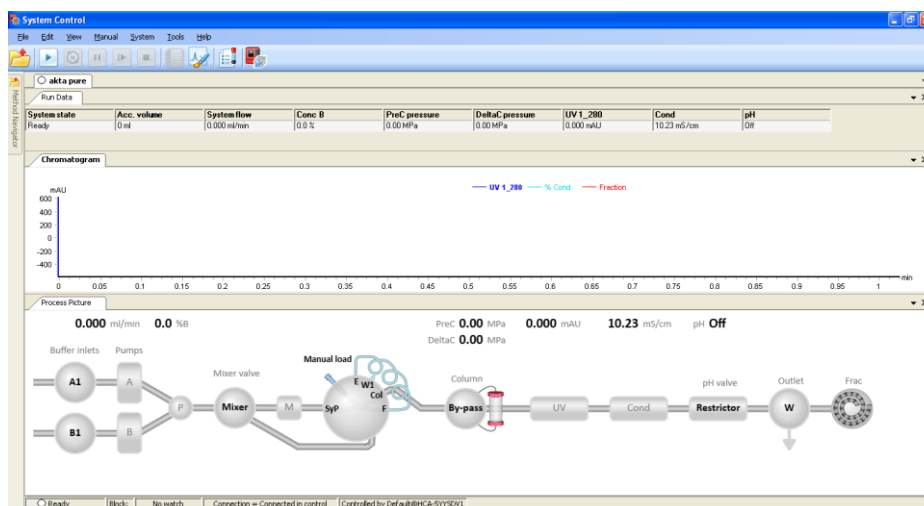 System Control
File Edit View Manual System Tools Help
Method Navigator
akta pure
Run Data
System state Acc. volume System flow Conc B PreC pressure DeltaC pressure UV 1_280 Cond pH
Ready 0 ml 0.000 ml/min 0.0 % 0.00 MPa 0.00 MPa 0.000 mAU 10.23 mS/cm Off
Chromatogram
mAU
UV 1_280 % Cond Fraction
600
400
200
0
-200
-400
min
0 0.05 0.1 0.15 0.2 0.25 0.3 0.35 0.4 0.45 0.5 0.55 0.6 0.65 0.7 0.75 0.8 0.85 0.9 0.95 1
Process Picture
0.000 ml/min 0.0 %B PreC 0.00 MPa 0.000 mAU 10.23 mS/cm pH Off
DeltaC 0.00 MPa
Buffer inlets Pumps Mixer valve Manual load Column pH valve Outlet Frac
A1 A E W1 Col
P Mixer M SyP F By-pass UV Cond Restrictor W
B1 B
Ready Block: No watch Connection = Connected in control Controlled by Default@HCA-5YYSDV1